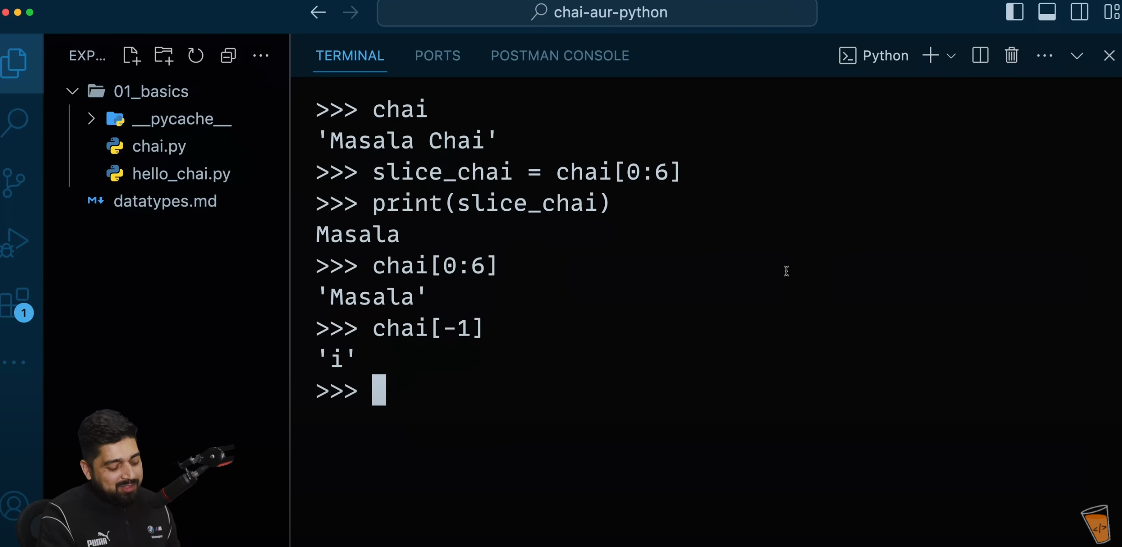 chai-aur-python
EXP...
TERMINAL
PORTS
POSTMAN CONSOLE
Python
01_basics
__pycache__
chai.py
hello_chai.py
datatypes.md
1
>>> chai
'Masala Chai'
>>> slice_chai = chai[0:6]
>>> print(slice_chai)
Masala
>>> chai[0:6]
'Masala'
>>> chai[-1]
'i'
>>>
PUMA
</>